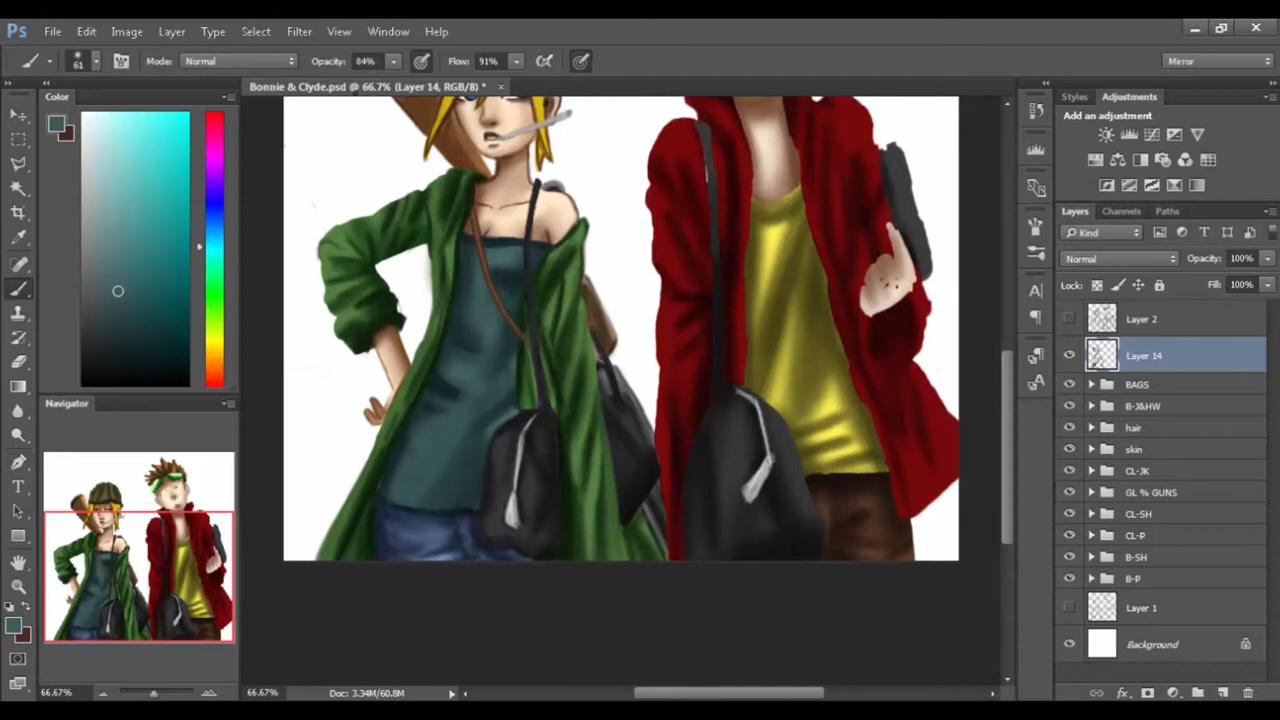 Ps File Edit Image Layer Type Select Filter View Window Help
61 Mode: Normal Opacity: 84% Flow: 91% Mirror
Bonnie & Clyde.psd @ 66.7% (Layer 14, RGB/8) *
Color
Styles Adjustments
Add an adjustment
Layers Channels Paths
Kind
Normal Opacity: 100%
Lock: Fill: 100%
Layer 2
Layer 14
BAGS
B-J&HW
hair
skin
CL-JK
GL % GUNS
CL-SH
CL-P
B-SH
B-P
Layer 1
Background
Navigator
66.67%
66.67% Doc: 3.34M/60.8M